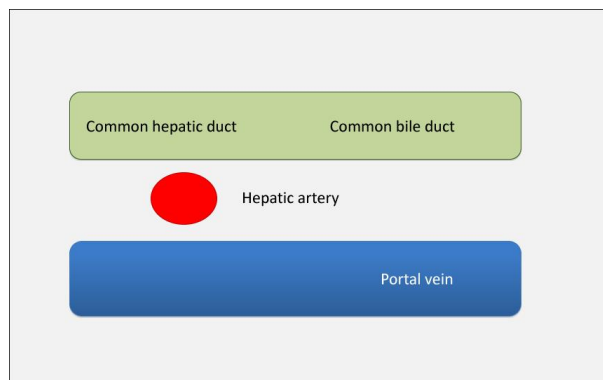 Common hepatic duct
Common bile duct
Hepatic artery
Portal vein